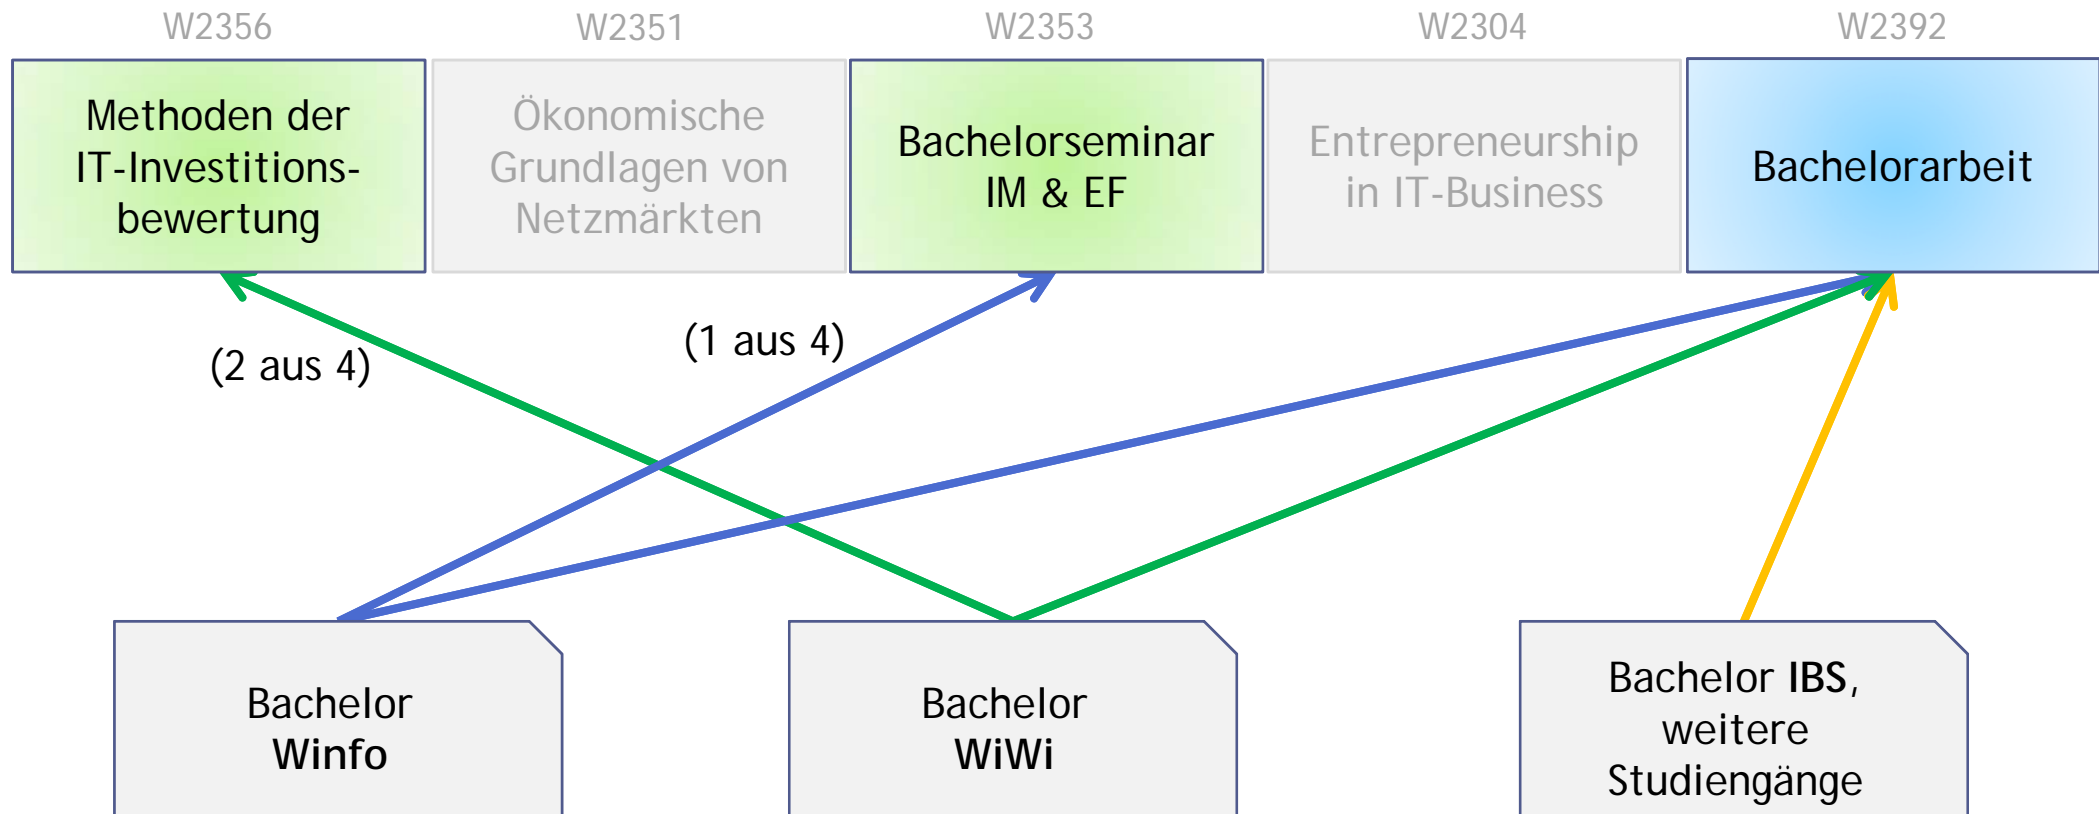 W2356
W2351
W2353
W2304
W2392
Methoden der
IT-Investitions-
bewertung
Ökonomische
Grundlagen von
Netzmärkten
Bachelorseminar
IM & EF
Entrepreneurship
in IT-Business
Bachelorarbeit
(2 aus 4)
(1 aus 4)
Bachelor
Winfo
Bachelor
WiWi
Bachelor IBS,
weitere
Studiengänge